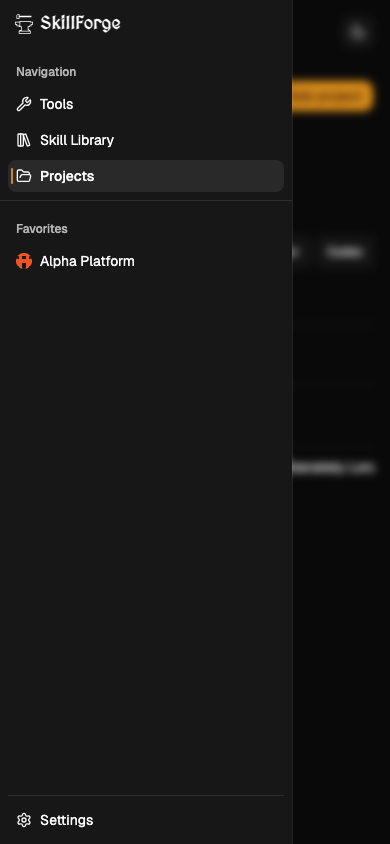 SkillForge
Navigation
Tools
Skill Library
Projects
Favorites
Alpha Platform
Settings